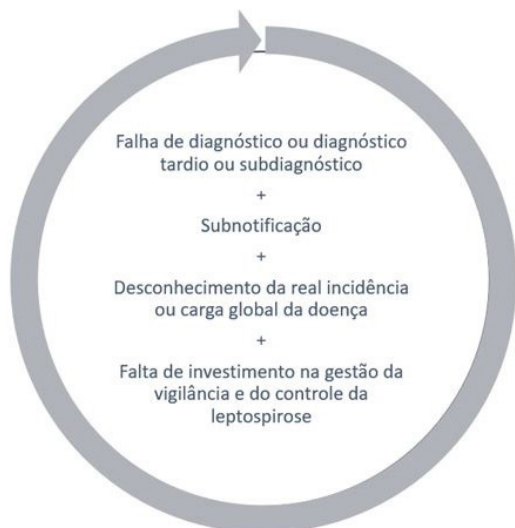 Falha de diagnóstico ou diagnóstico
tardio ou subdiagnóstico
+
Subnotificação
+
Desconhecimento da real incidência
ou carga global da doença
+
Falta de investimento na gestão da
vigilância e do controle da
leptospirose